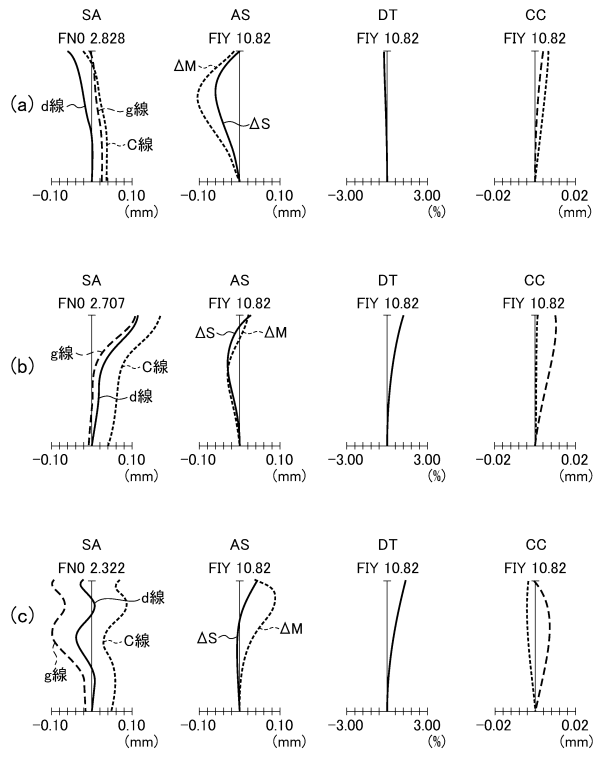 SA AS DT CC
FNO 2.828 FIY 10.82 FIY 10.82 FIY 10.82
(a) d線 g線 C線 ΔM ΔS
−0.10 0.10 −0.10 0.10 −3.00 3.00 −0.02 0.02
(mm) (mm) (%) (mm)
SA AS DT CC
FNO 2.707 FIY 10.82 FIY 10.82 FIY 10.82
(b) g線 C線 d線 ΔS ΔM
−0.10 0.10 −0.10 0.10 −3.00 3.00 −0.02 0.02
(mm) (mm) (%) (mm)
SA AS DT CC
FNO 2.322 FIY 10.82 FIY 10.82 FIY 10.82
(c) d線 C線 g線 ΔS ΔM
−0.10 0.10 −0.10 0.10 −3.00 3.00 −0.02 0.02
(mm) (mm) (%) (mm)